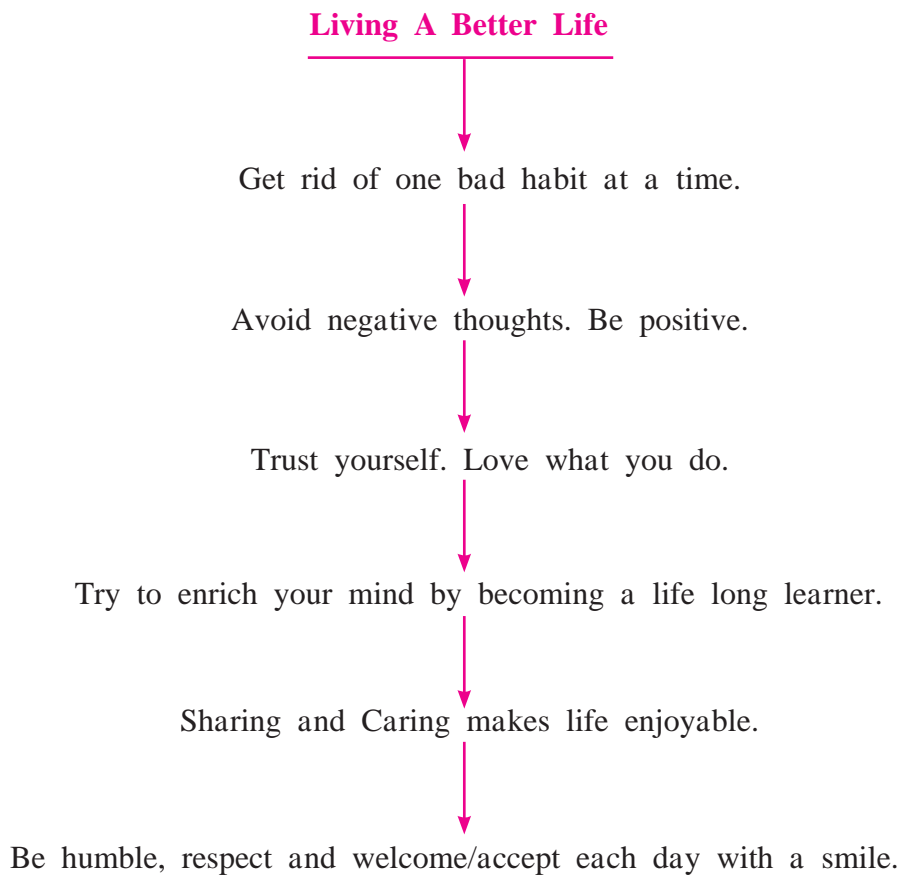 Living A Better Life
Get rid of one bad habit at a time.
Avoid negative thoughts. Be positive.
Trust yourself. Love what you do.
Try to enrich your mind by becoming a life long learner.
Sharing and Caring makes life enjoyable.
Be humble, respect and welcome/accept each day with a smile.